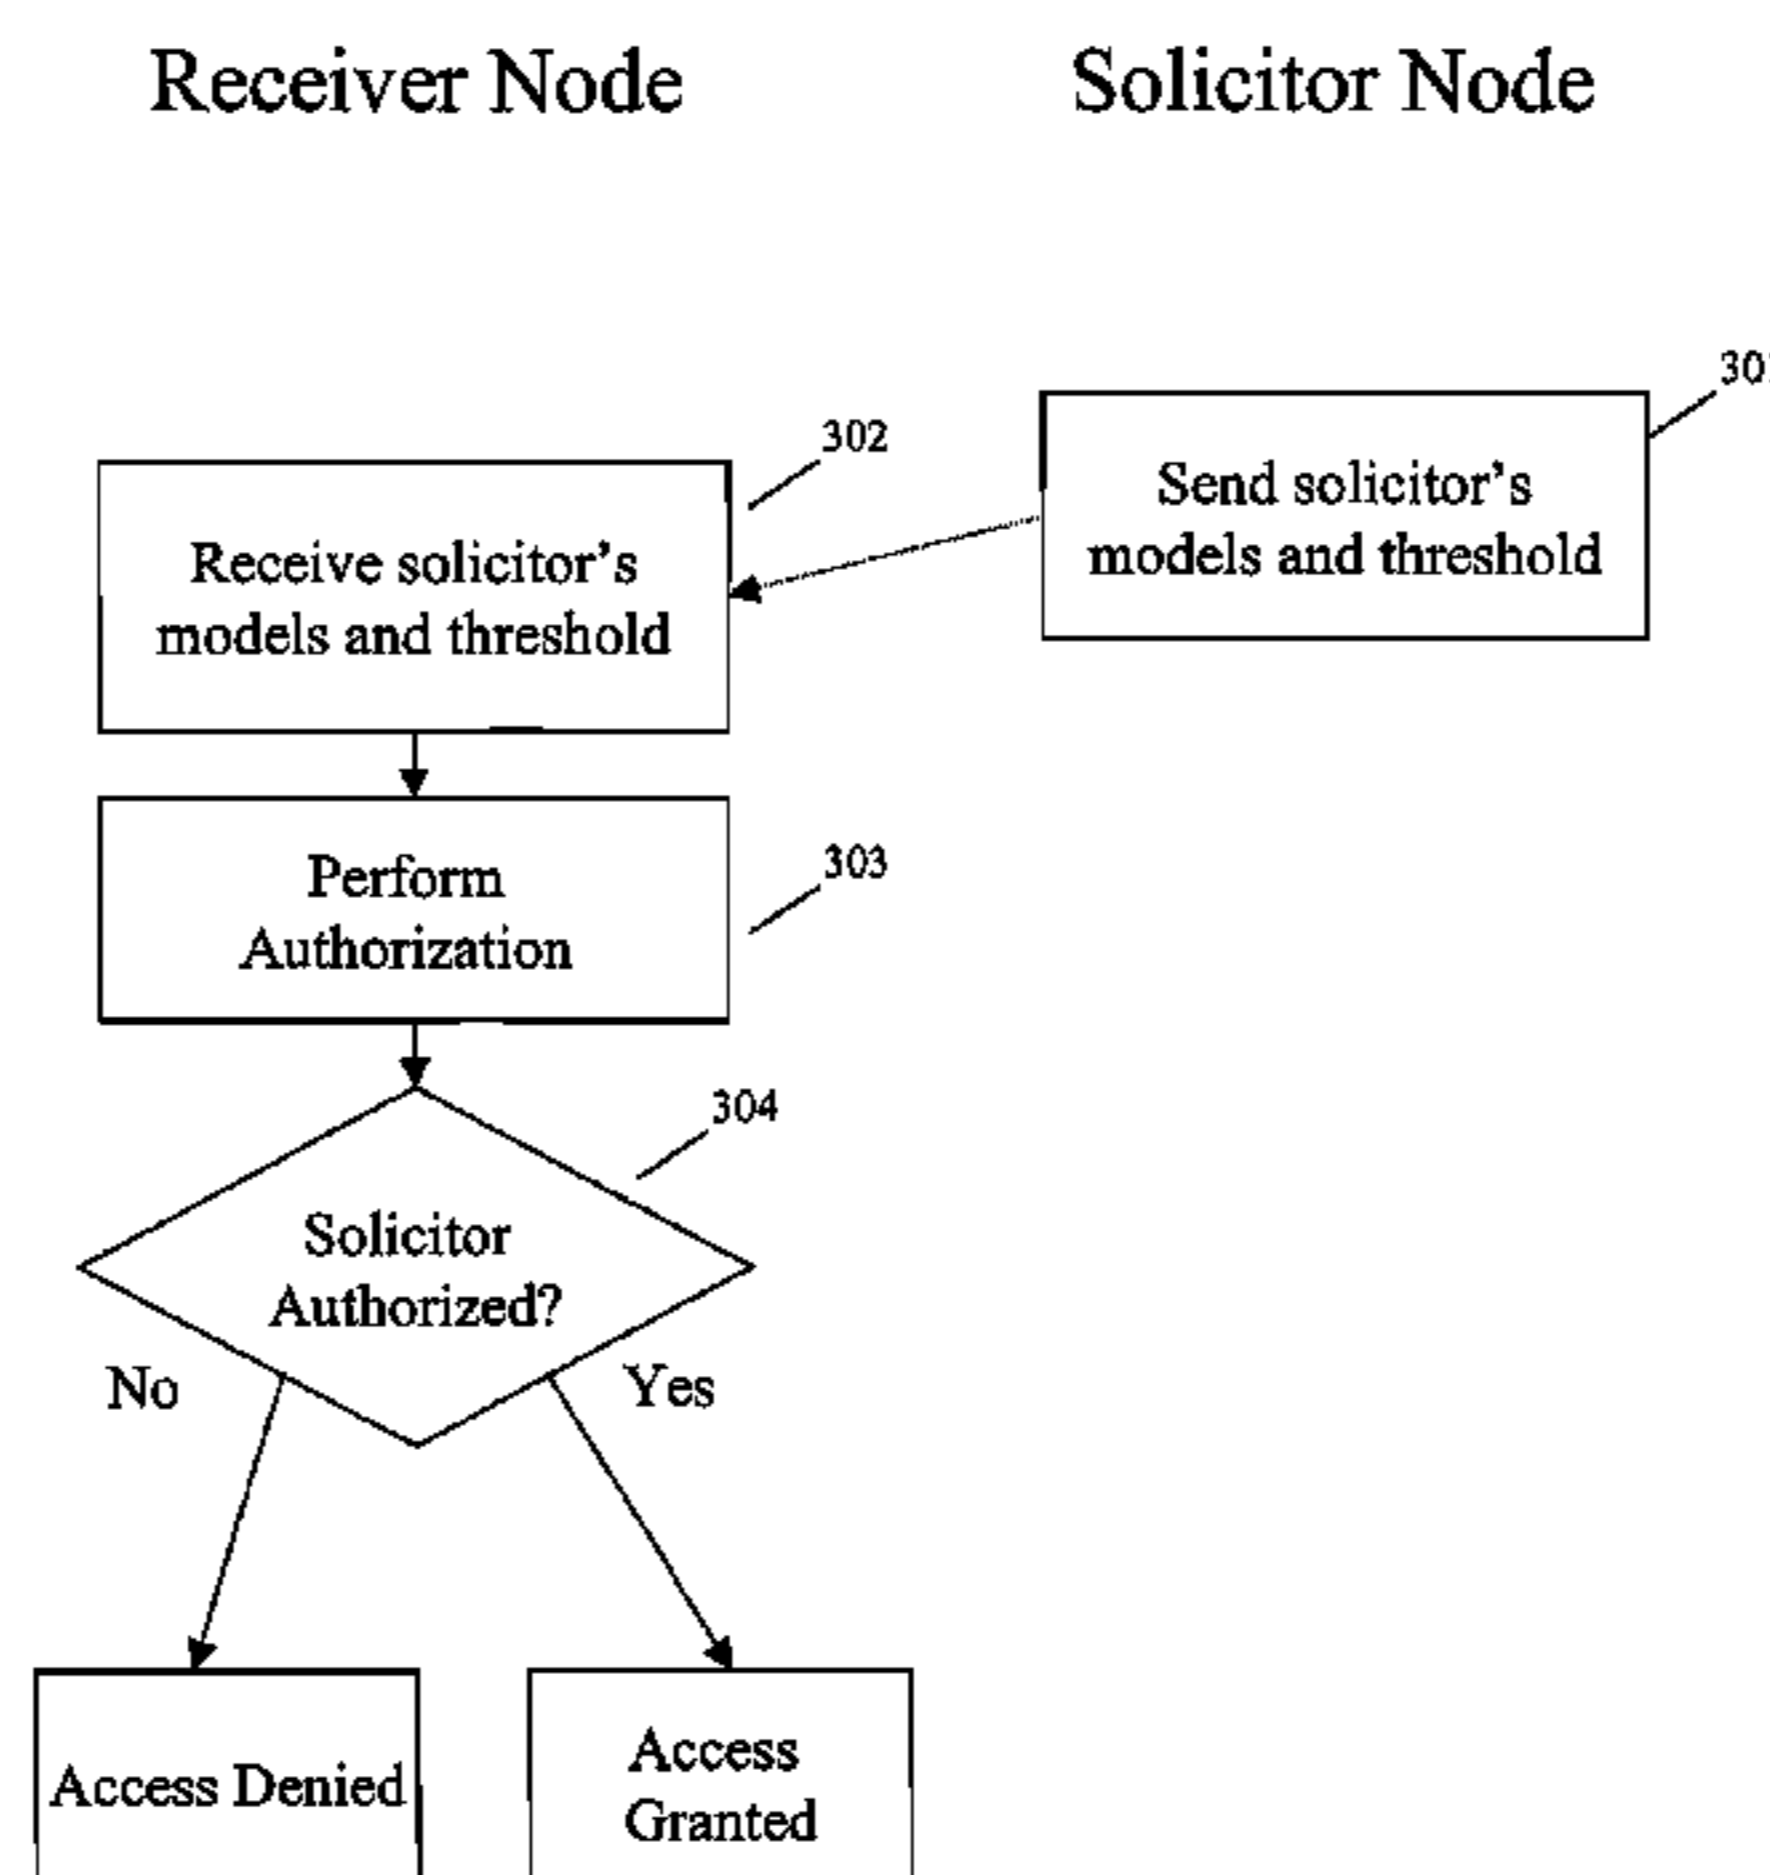 Receiver Node
Solicitor Node
302
Receive solicitor's
models and threshold
Send solicitor's
models and threshold
Perform
Authorization
303
304
Solicitor
Authorized?
No
Yes
Access Denied
Access
Granted